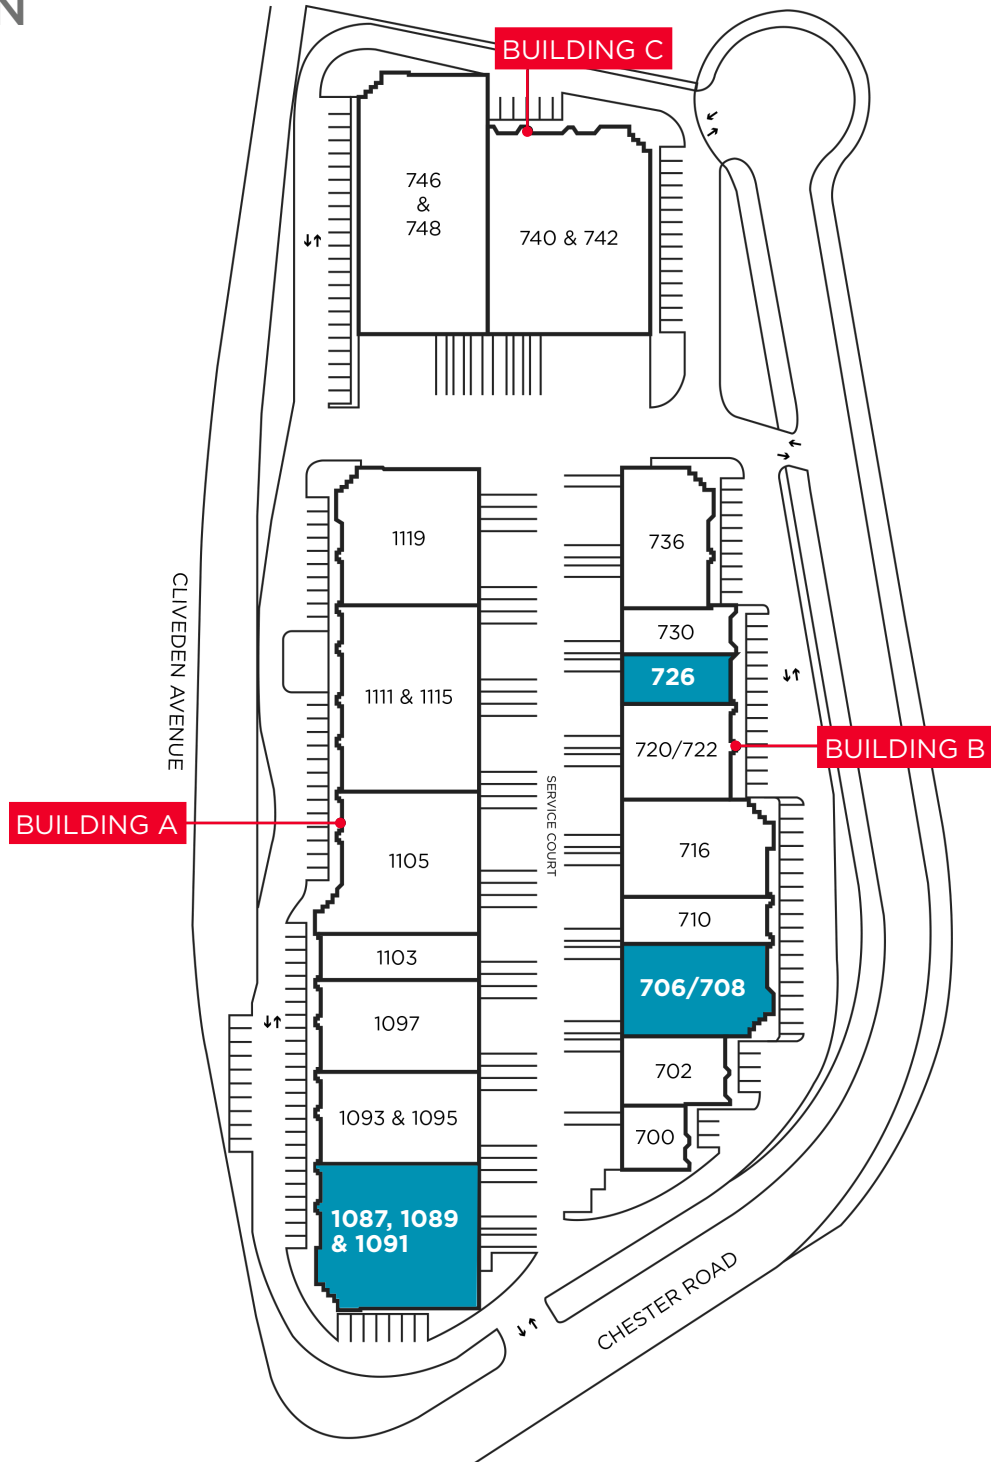 N
BUILDING C
746
&
748
740 & 742
1119
736
730
1111 & 1115
726
720/722
CLIVEDEN AVENUE
BUILDING B
SERVICE COURT
BUILDING A
1105
716
710
1103
706/708
1097
702
1093 & 1095
700
1087, 1089
& 1091
CHESTER ROAD